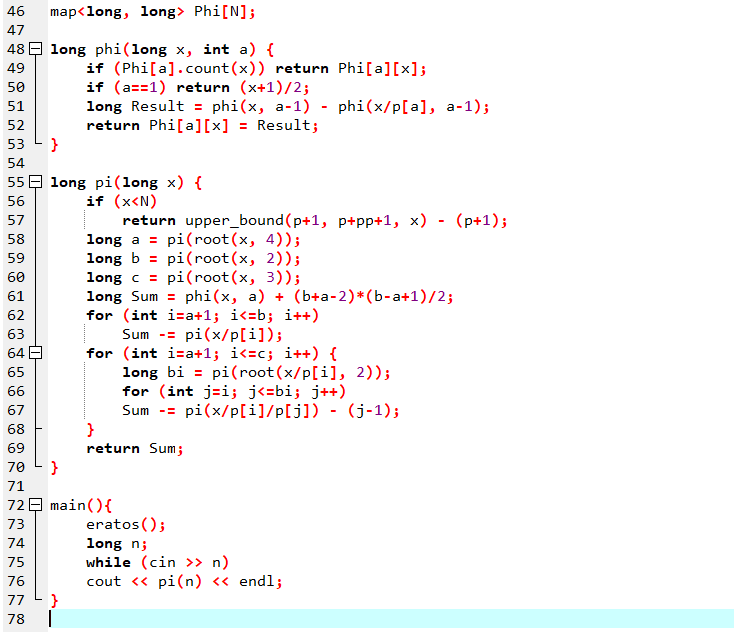 46 map<long, long> Phi[N];
47
48 long phi(long x, int a) {
49 if (Phi[a].count(x)) return Phi[a][x];
50 if (a==1) return (x+1)/2;
51 long Result = phi(x, a-1) - phi(x/p[a], a-1);
52 return Phi[a][x] = Result;
53 }
54
55 long pi(long x) {
56 if (x<N)
57 return upper_bound(p+1, p+pp+1, x) - (p+1);
58 long a = pi(root(x, 4));
59 long b = pi(root(x, 2));
60 long c = pi(root(x, 3));
61 long Sum = phi(x, a) + (b+a-2)*(b-a+1)/2;
62 for (int i=a+1; i<=b; i++)
63 Sum -= pi(x/p[i]);
64 for (int i=a+1; i<=c; i++) {
65 long bi = pi(root(x/p[i], 2));
66 for (int j=i; j<=bi; j++)
67 Sum -= pi(x/p[i]/p[j]) - (j-1);
68 }
69 return Sum;
70 }
71
72 main(){
73 eratos();
74 long n;
75 while (cin >> n)
76 cout << pi(n) << endl;
77 }
78